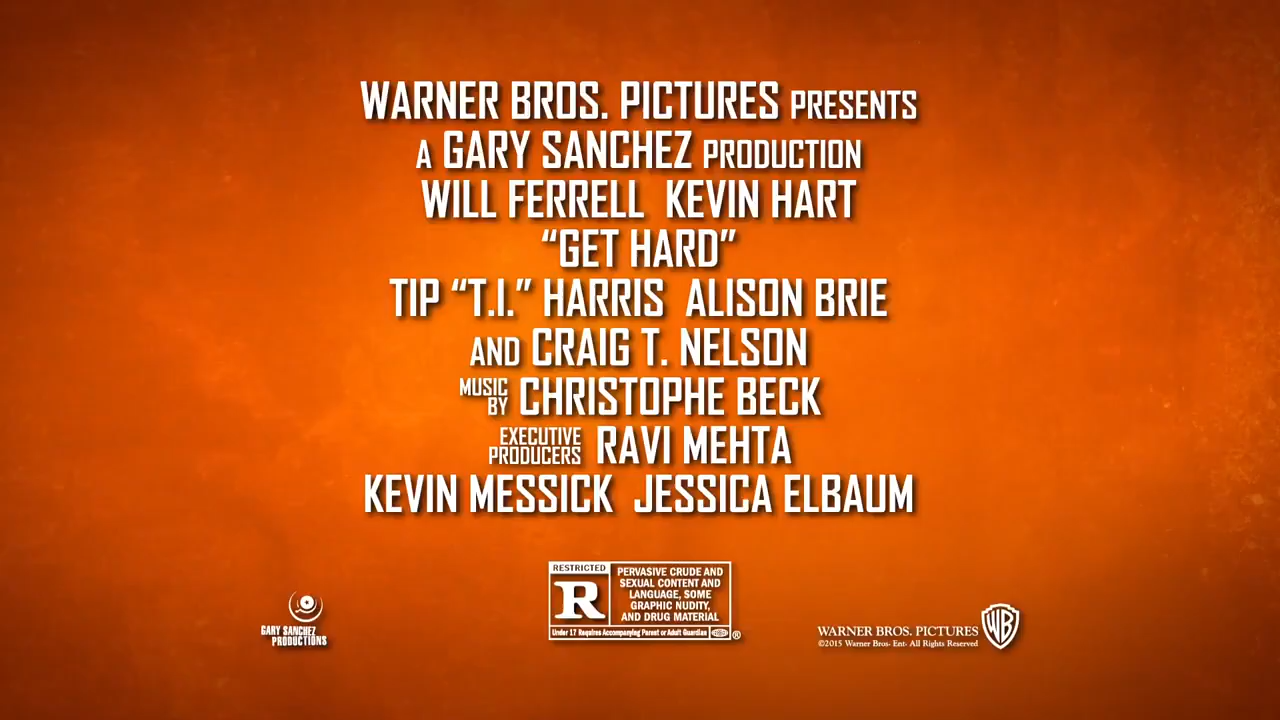 WARNER BROS. PICTURES PRESENTS
A GARY SANCHEZ PRODUCTION
WILL FERRELL KEVIN HART
“GET HARD”
TIP “T.I.” HARRIS ALISON BRIE
AND CRAIG T. NELSON
MUSIC BY CHRISTOPHE BECK
EXECUTIVE PRODUCERS RAVI MEHTA
KEVIN MESSICK JESSICA ELBAUM
RESTRICTED
R
PERVASIVE CRUDE AND
SEXUAL CONTENT AND
LANGUAGE, SOME
GRAPHIC NUDITY,
AND DRUG MATERIAL
Under 17 Requires Accompanying Parent or Adult Guardian
®
GARY SANCHEZ
PRODUCTIONS
WARNER BROS. PICTURES
©2015 Warner Bros. Ent. All Rights Reserved
WB